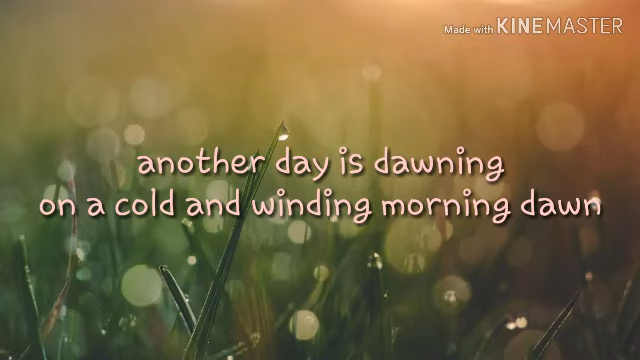 Made with KINEMASTER
another day is dawning
on a cold and winding morning dawn